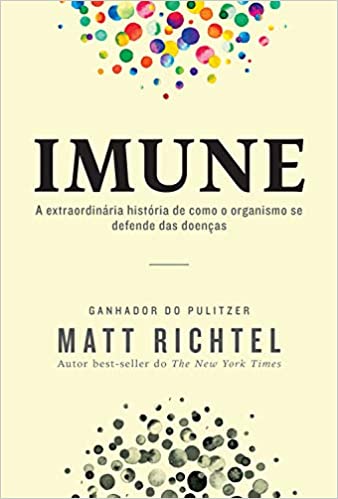 IMUNE
A extraordinária história de como o organismo se
defende das doenças
GANHADOR DO PULITZER
MATT RICHTEL
Autor best-seller do The New York Times